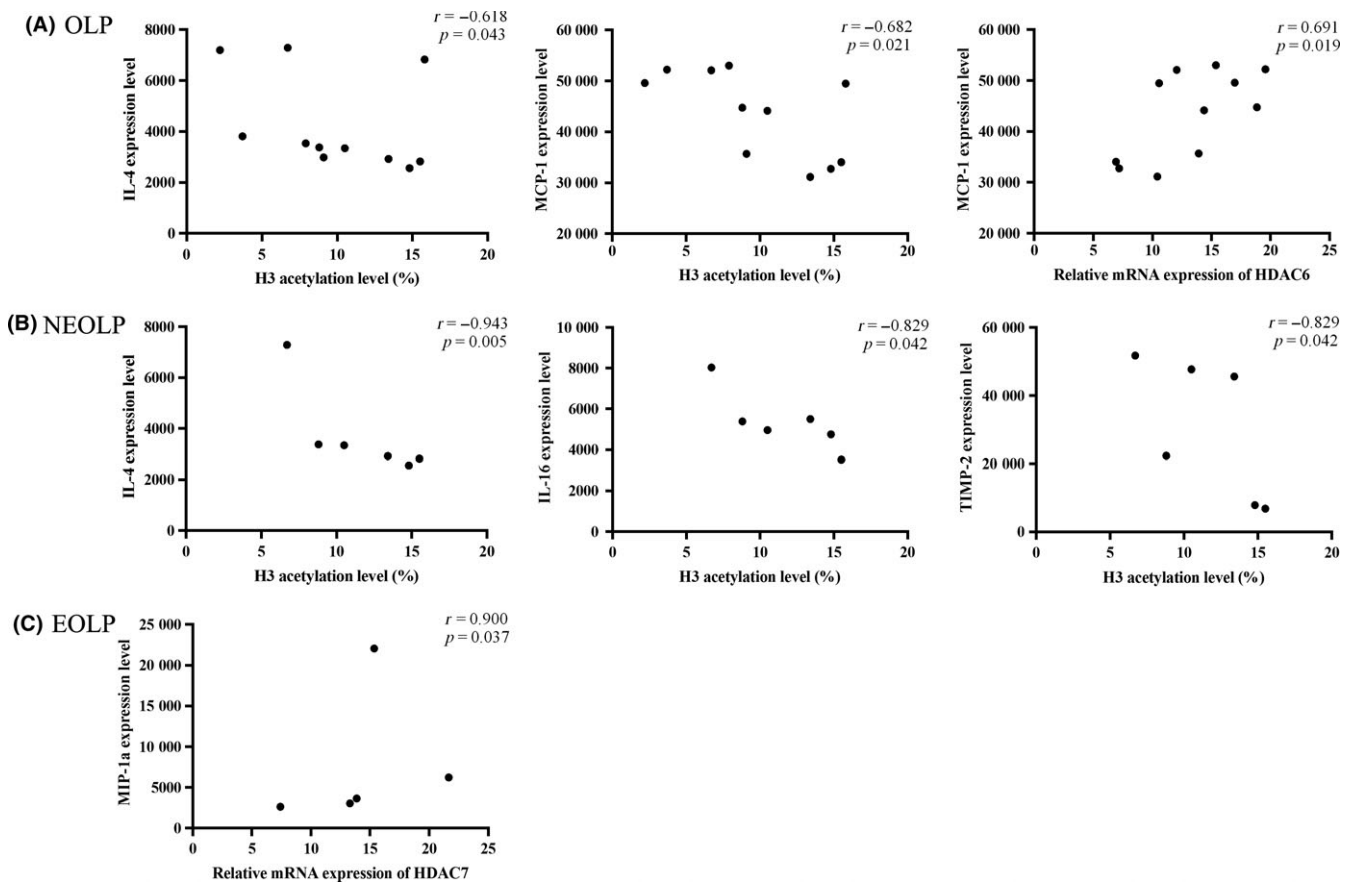 (A) OLP
r = −0.618
p = 0.043
IL-4 expression level
8000
6000
4000
2000
0
0 5 10 15 20
H3 acetylation level (%)
r = −0.682
p = 0.021
MCP-1 expression level
60 000
50 000
40 000
30 000
20 000
0 5 10 15 20
H3 acetylation level (%)
r = 0.691
p = 0.019
MCP-1 expression level
60 000
50 000
40 000
30 000
20 000
0 5 10 15 20 25
Relative mRNA expression of HDAC6
(B) NEOLP
r = −0.943
p = 0.005
IL-4 expression level
8000
6000
4000
2000
0
0 5 10 15 20
H3 acetylation level (%)
r = −0.829
p = 0.042
IL-16 expression level
10 000
8000
6000
4000
2000
0
0 5 10 15 20
H3 acetylation level (%)
r = −0.829
p = 0.042
TIMP-2 expression level
60 000
40 000
20 000
0
0 5 10 15 20
H3 acetylation level (%)
(C) EOLP
r = 0.900
p = 0.037
MIP-1a expression level
25 000
20 000
15 000
10 000
5000
0
0 5 10 15 20 25
Relative mRNA expression of HDAC7